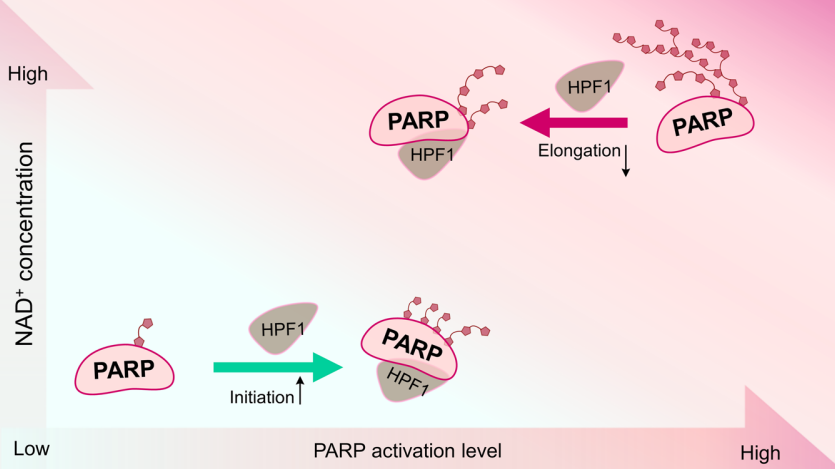 High
NAD⁺ concentration
Low
PARP activation level
High
PARP
HPF1
Elongation
HPF1
PARP
PARP
HPF1
Initiation
PARP
HPF1